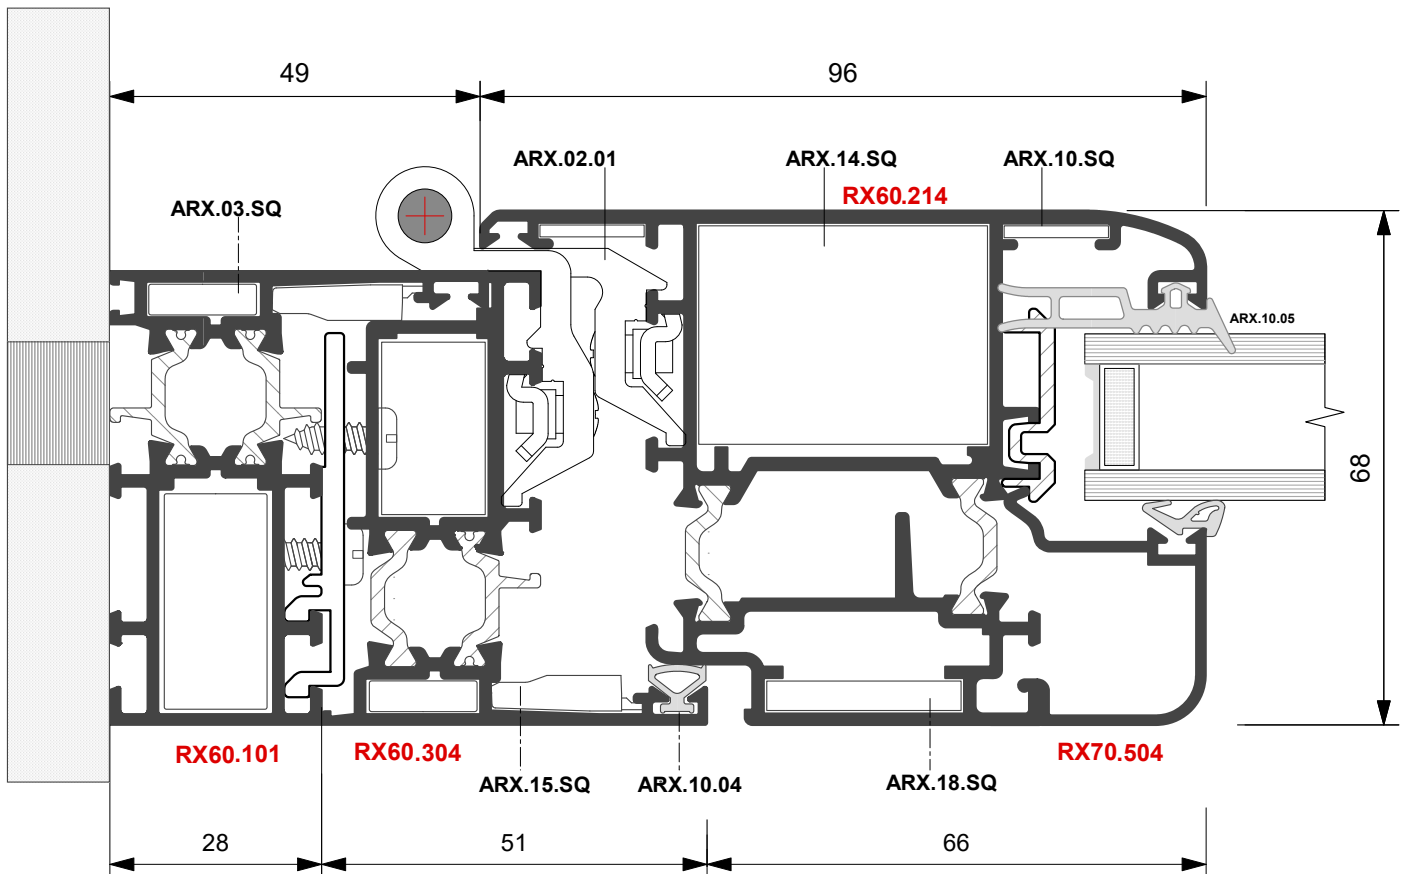 49
96
ARX.02.01
ARX.14.SQ
ARX.10.SQ
RX60.214
ARX.03.SQ
ARX.10.05
68
RX60.101
RX60.304
RX70.504
ARX.15.SQ
ARX.10.04
ARX.18.SQ
28
51
66